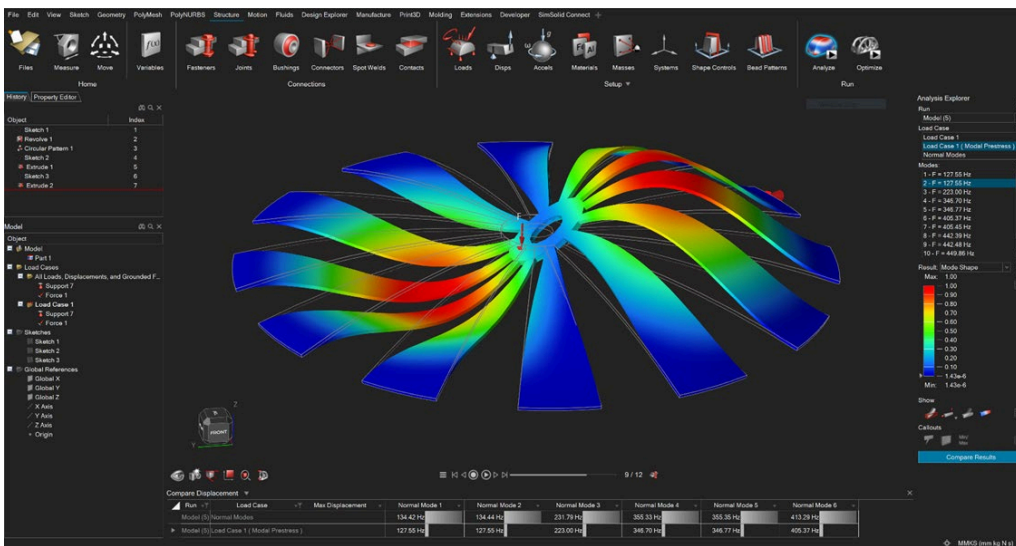 File Edit View Sketch Geometry PolyMesh PolyNURBS Structure Motion Fluids Design Explorer Manufacture Print3D Molding Extensions Developer SimSolid Connect +
Files Measure Move Variables Fasteners Joints Bushings Connectors Spot Welds Contacts Loads Disps Accels Materials Masses Systems Shape Controls Bead Patterns Analyze Optimize
Home Connections Setup Run
History Property Editor
Object Index
Sketch 1 1
Revolve 1 2
Circular Pattern 1 3
Sketch 2 4
Extrude 1 5
Sketch 3 6
Extrude 2 7
Model
Object
Model
Part 1
Load Cases
All Loads, Displacements, and Grounded F...
Support 7
Force 1
Load Case 1
Support 7
Force 1
Sketches
Sketch 1
Sketch 2
Sketch 3
Global References
Global X
Global Y
Global Z
X Axis
Y Axis
Z Axis
Origin
F
FRONT
Z
Y
9 / 12
Analysis Explorer
Run
Model (5)
Load Case
Load Case 1
Load Case 1 ( Modal Prestress )
Normal Modes
Modes:
1 - F = 127.55 Hz
2 - F = 127.55 Hz
3 - F = 223.00 Hz
4 - F = 346.70 Hz
5 - F = 346.77 Hz
6 - F = 405.37 Hz
7 - F = 405.45 Hz
8 - F = 442.39 Hz
9 - F = 442.48 Hz
10 - F = 449.86 Hz
Result: Mode Shape
Max: 1.00
1.00
0.90
0.80
0.70
0.60
0.50
0.40
0.30
0.20
0.10
1.43e-6
Min: 1.43e-6
Show
Callouts
Min/
Max
Compare Results
Compare Displacement
Run Load Case Max Displacement Normal Mode 1 Normal Mode 2 Normal Mode 3 Normal Mode 4 Normal Mode 5 Normal Mode 6
Model (5) Normal Modes 134.42 Hz 134.44 Hz 231.79 Hz 355.33 Hz 355.35 Hz 413.29 Hz
Model (5) Load Case 1 ( Modal Prestress ) 127.55 Hz 127.55 Hz 223.00 Hz 346.70 Hz 346.77 Hz 405.37 Hz
MMKS (mm kg N s)